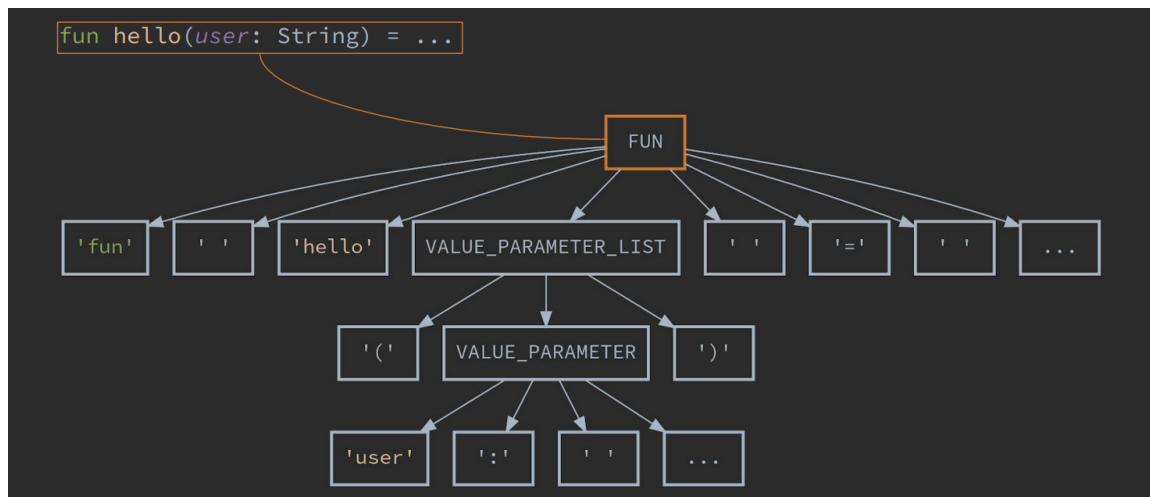 fun hello(user: String) = ...
FUN
'fun' ' ' 'hello' VALUE_PARAMETER_LIST ' ' '=' ' ' ...
'(' VALUE_PARAMETER ')'
'user' ':' ' ' ...